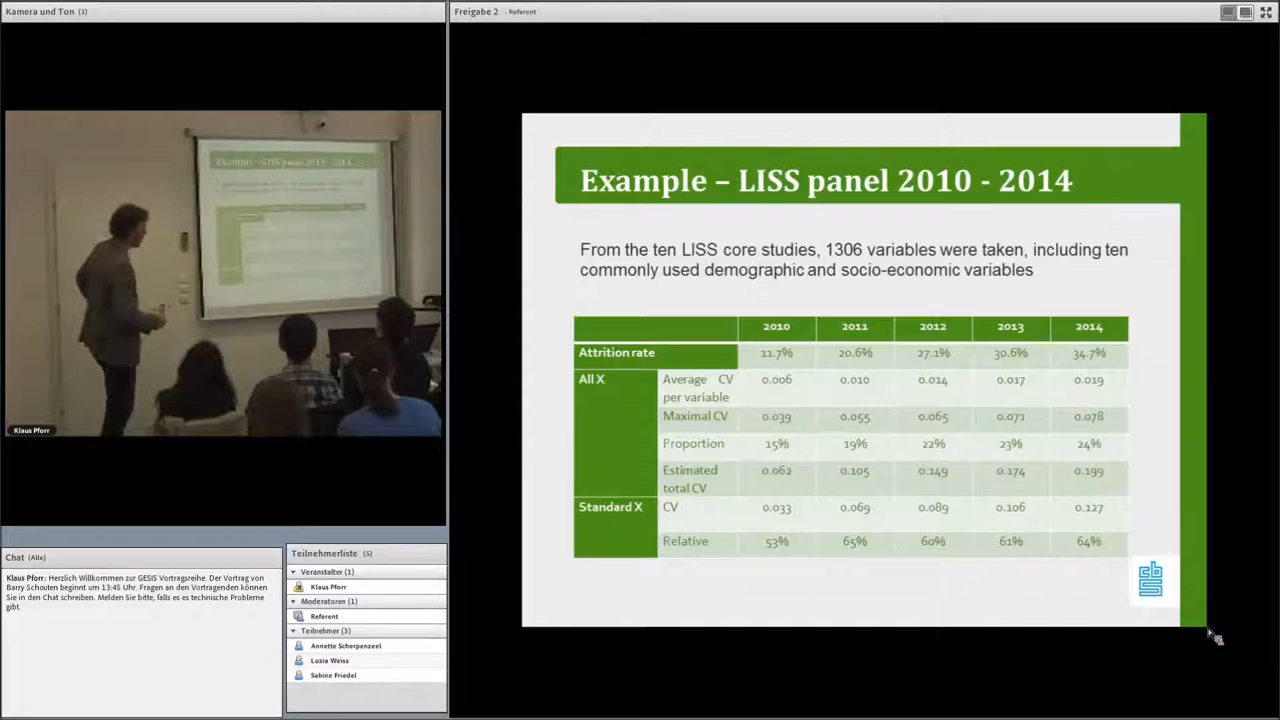 Kamera und Ton (1)
Klaus Pforr
Chat (Alle)
Klaus Pforr: Herzlich Willkommen zur GESIS Vortragsreihe. Der Vortrag von
Barry Schouten beginnt um 13:45 Uhr. Fragen an den Vortragenden können
Sie in den Chat schreiben. Melden Sie bitte, falls es es technische Probleme
gibt.
Teilnehmerliste (5)
Veranstalter (1)
Klaus Pforr
Moderatoren (1)
Referent
Teilnehmer (3)
Annette Scherpenzeel
Luzia Weiss
Sabine Friedel
Freigabe 2 - Referent
Example – LISS panel 2010 - 2014
From the ten LISS core studies, 1306 variables were taken, including ten
commonly used demographic and socio-economic variables
2010 2011 2012 2013 2014
Attrition rate 11.7% 20.6% 27.1% 30.6% 34.7%
All X Average CV 0.006 0.010 0.014 0.017 0.019
per variable
Maximal CV 0.039 0.055 0.065 0.071 0.078
Proportion 15% 19% 22% 23% 24%
Estimated 0.062 0.105 0.149 0.174 0.199
total CV
Standard X CV 0.033 0.069 0.089 0.106 0.127
Relative 53% 65% 60% 61% 64%
cbs